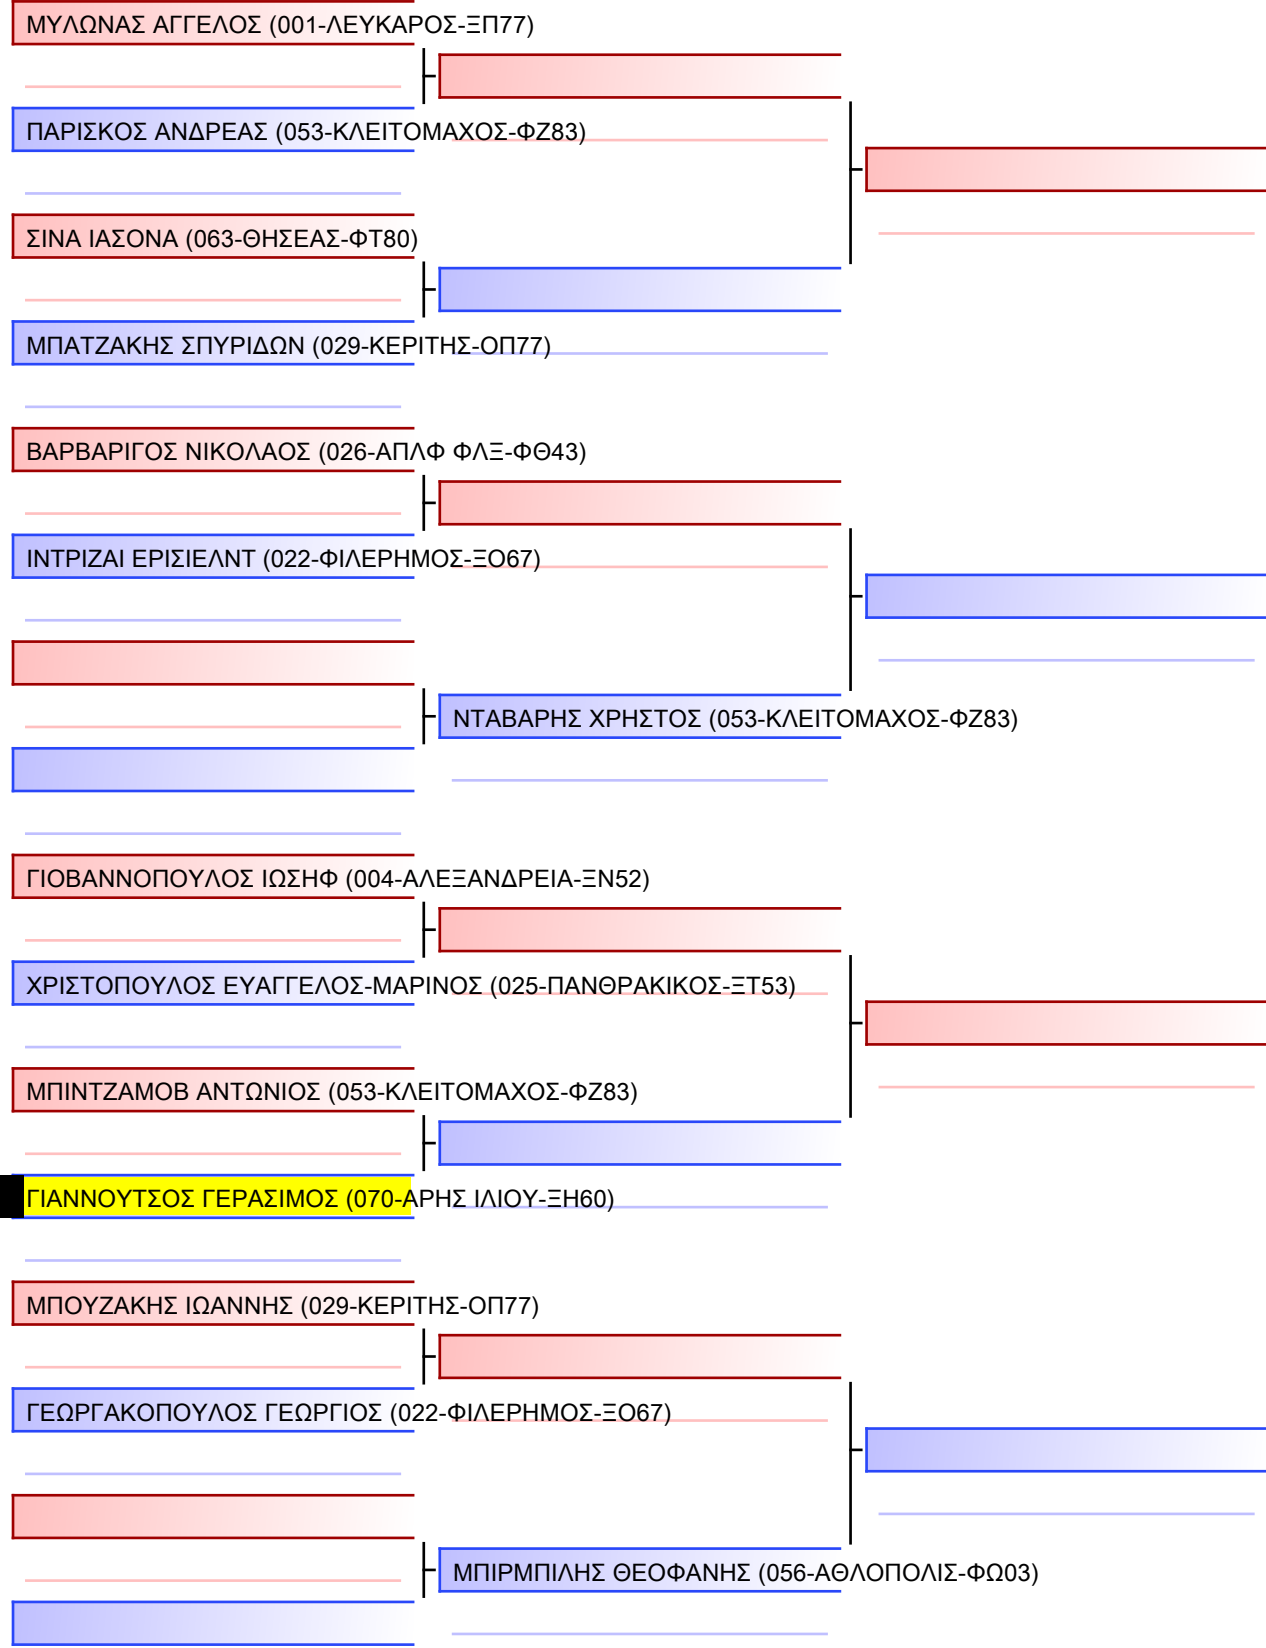 ΜΥΛΩΝΑΣ ΑΓΓΕΛΟΣ (001-ΛΕΥΚΑΡΟΣ-ΞΠ77)
ΠΑΡΙΣΚΟΣ ΑΝΔΡΕΑΣ (053-ΚΛΕΙΤΟΜΑΧΟΣ-ΦΖ83)
ΣΙΝΑ ΙΑΣΟΝΑ (063-ΘΗΣΕΑΣ-ΦΤ80)
ΜΠΑΤΖΑΚΗΣ ΣΠΥΡΙΔΩΝ (029-ΚΕΡΙΤΗΣ-ΟΠ77)
ΒΑΡΒΑΡΙΓΟΣ ΝΙΚΟΛΑΟΣ (026-ΑΠΛΦ ΦΛΞ-ΦΘ43)
ΙΝΤΡΙΖΑΙ ΕΡΙΣΙΕΛΝΤ (022-ΦΙΛΕΡΗΜΟΣ-ΞΟ67)
ΝΤΑΒΑΡΗΣ ΧΡΗΣΤΟΣ (053-ΚΛΕΙΤΟΜΑΧΟΣ-ΦΖ83)
ΓΙΟΒΑΝΝΟΠΟΥΛΟΣ ΙΩΣΗΦ (004-ΑΛΕΞΑΝΔΡΕΙΑ-ΞΝ52)
ΧΡΙΣΤΟΠΟΥΛΟΣ ΕΥΑΓΓΕΛΟΣ-ΜΑΡΙΝΟΣ (025-ΠΑΝΘΡΑΚΙΚΟΣ-ΞΤ53)
ΜΠΙΝΤΖΑΜΟΒ ΑΝΤΩΝΙΟΣ (053-ΚΛΕΙΤΟΜΑΧΟΣ-ΦΖ83)
ΓΙΑΝΝΟΥΤΣΟΣ ΓΕΡΑΣΙΜΟΣ (070-ΑΡΗΣ ΙΛΙΟΥ-ΞΗ60)
ΜΠΟΥΖΑΚΗΣ ΙΩΑΝΝΗΣ (029-ΚΕΡΙΤΗΣ-ΟΠ77)
ΓΕΩΡΓΑΚΟΠΟΥΛΟΣ ΓΕΩΡΓΙΟΣ (022-ΦΙΛΕΡΗΜΟΣ-ΞΟ67)
ΜΠΙΡΜΠΙΛΗΣ ΘΕΟΦΑΝΗΣ (056-ΑΘΛΟΠΟΛΙΣ-ΦΩ03)